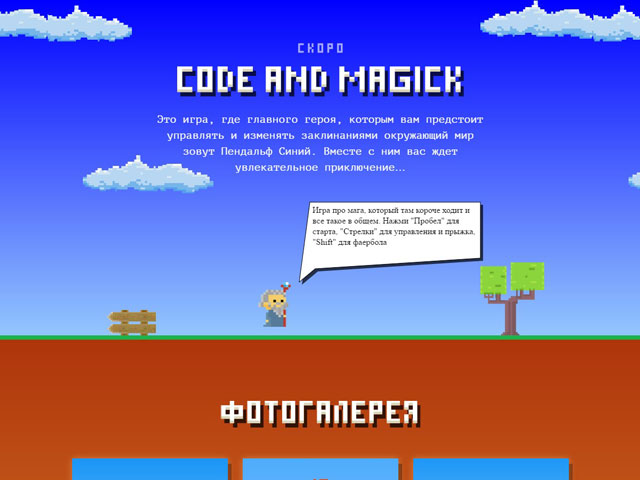 СКОРО
CODE AND MAGICK
Это игра, где главного героя, которым вам предстоит
управлять и изменять заклинаниями окружающий мир
зовут Пендальф Синий. Вместе с ним вас ждет
увлекательное приключение...
Игра про мага, который там короче ходит и
все такое в общем. Нажми "Пробел" для
старта, "Стрелки" для управления и прыжка,
"Shift" для фаербола
ФОТОГАЛЕРЕЯ